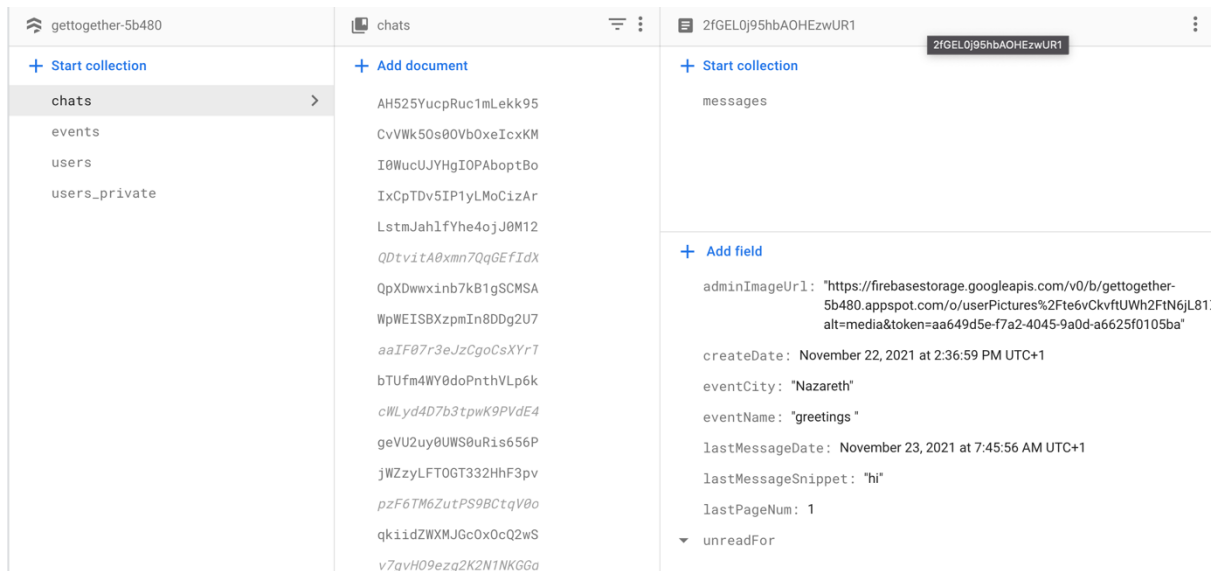 gettogether-5b480
Start collection
chats
events
users
users_private
chats
Add document
AH525YucpRuc1mLekk95
CvVWk5Os0OVbOxeIcxKM
I0WucUJYHgIOPAboptBo
IxCpTDv5IP1yLMoCizAr
LstmJahlfYhe4ojJ0M12
QDtvitA0xmn7QqGEfIdX
QpXDwwxinb7kB1gSCMSA
WpWEISBXzpmIn8DDg2U7
aaIF07r3eJzCgoCsXYrT
bTUfm4WY0doPnthVLp6k
cWLyd4D7b3tpwK9PVdE4
geVU2uy0UWS0uRis656P
jWZzyLFTOGT332HhF3pv
pzF6TM6ZutPS9BCtqV0o
qkiidZWXMJGcOxOcQ2wS
v7gvHO9ezg2K2N1NKGGo
2fGEL0j95hbAOHEzwUR1
2fGEL0j95hbAOHEzwUR1
Start collection
messages
Add field
adminImageUrl: "https://firebasestorage.googleapis.com/v0/b/gettogether-
5b480.appspot.com/o/userPictures%2Fte6vCkvftUWh2FtN6jL81
alt=media&token=aa649d5e-f7a2-4045-9a0d-a6625f0105ba"
createDate: November 22, 2021 at 2:36:59 PM UTC+1
eventCity: "Nazareth"
eventName: "greetings "
lastMessageDate: November 23, 2021 at 7:45:56 AM UTC+1
lastMessageSnippet: "hi"
lastPageNum: 1
unreadFor